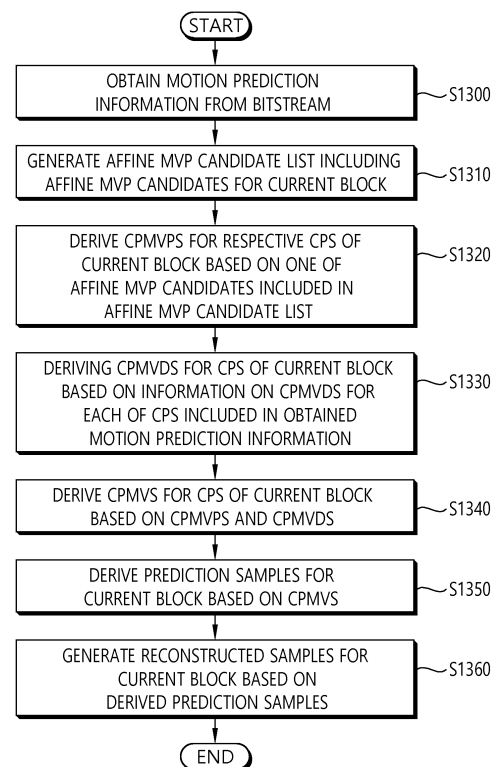 START
OBTAIN MOTION PREDICTION
INFORMATION FROM BITSTREAM
S1300
GENERATE AFFINE MVP CANDIDATE LIST INCLUDING
AFFINE MVP CANDIDATES FOR CURRENT BLOCK
S1310
DERIVE CPMVPS FOR RESPECTIVE CPS OF
CURRENT BLOCK BASED ON ONE OF
AFFINE MVP CANDIDATES INCLUDED IN
AFFINE MVP CANDIDATE LIST
S1320
DERIVING CPMVDS FOR CPS OF CURRENT BLOCK
BASED ON INFORMATION ON CPMVDS FOR
EACH OF CPS INCLUDED IN OBTAINED
MOTION PREDICTION INFORMATION
S1330
DERIVE CPMVS FOR CPS OF CURRENT BLOCK
BASED ON CPMVPS AND CPMVDS
S1340
DERIVE PREDICTION SAMPLES FOR
CURRENT BLOCK BASED ON CPMVS
S1350
GENERATE RECONSTRUCTED SAMPLES FOR
CURRENT BLOCK BASED ON
DERIVED PREDICTION SAMPLES
S1360
END